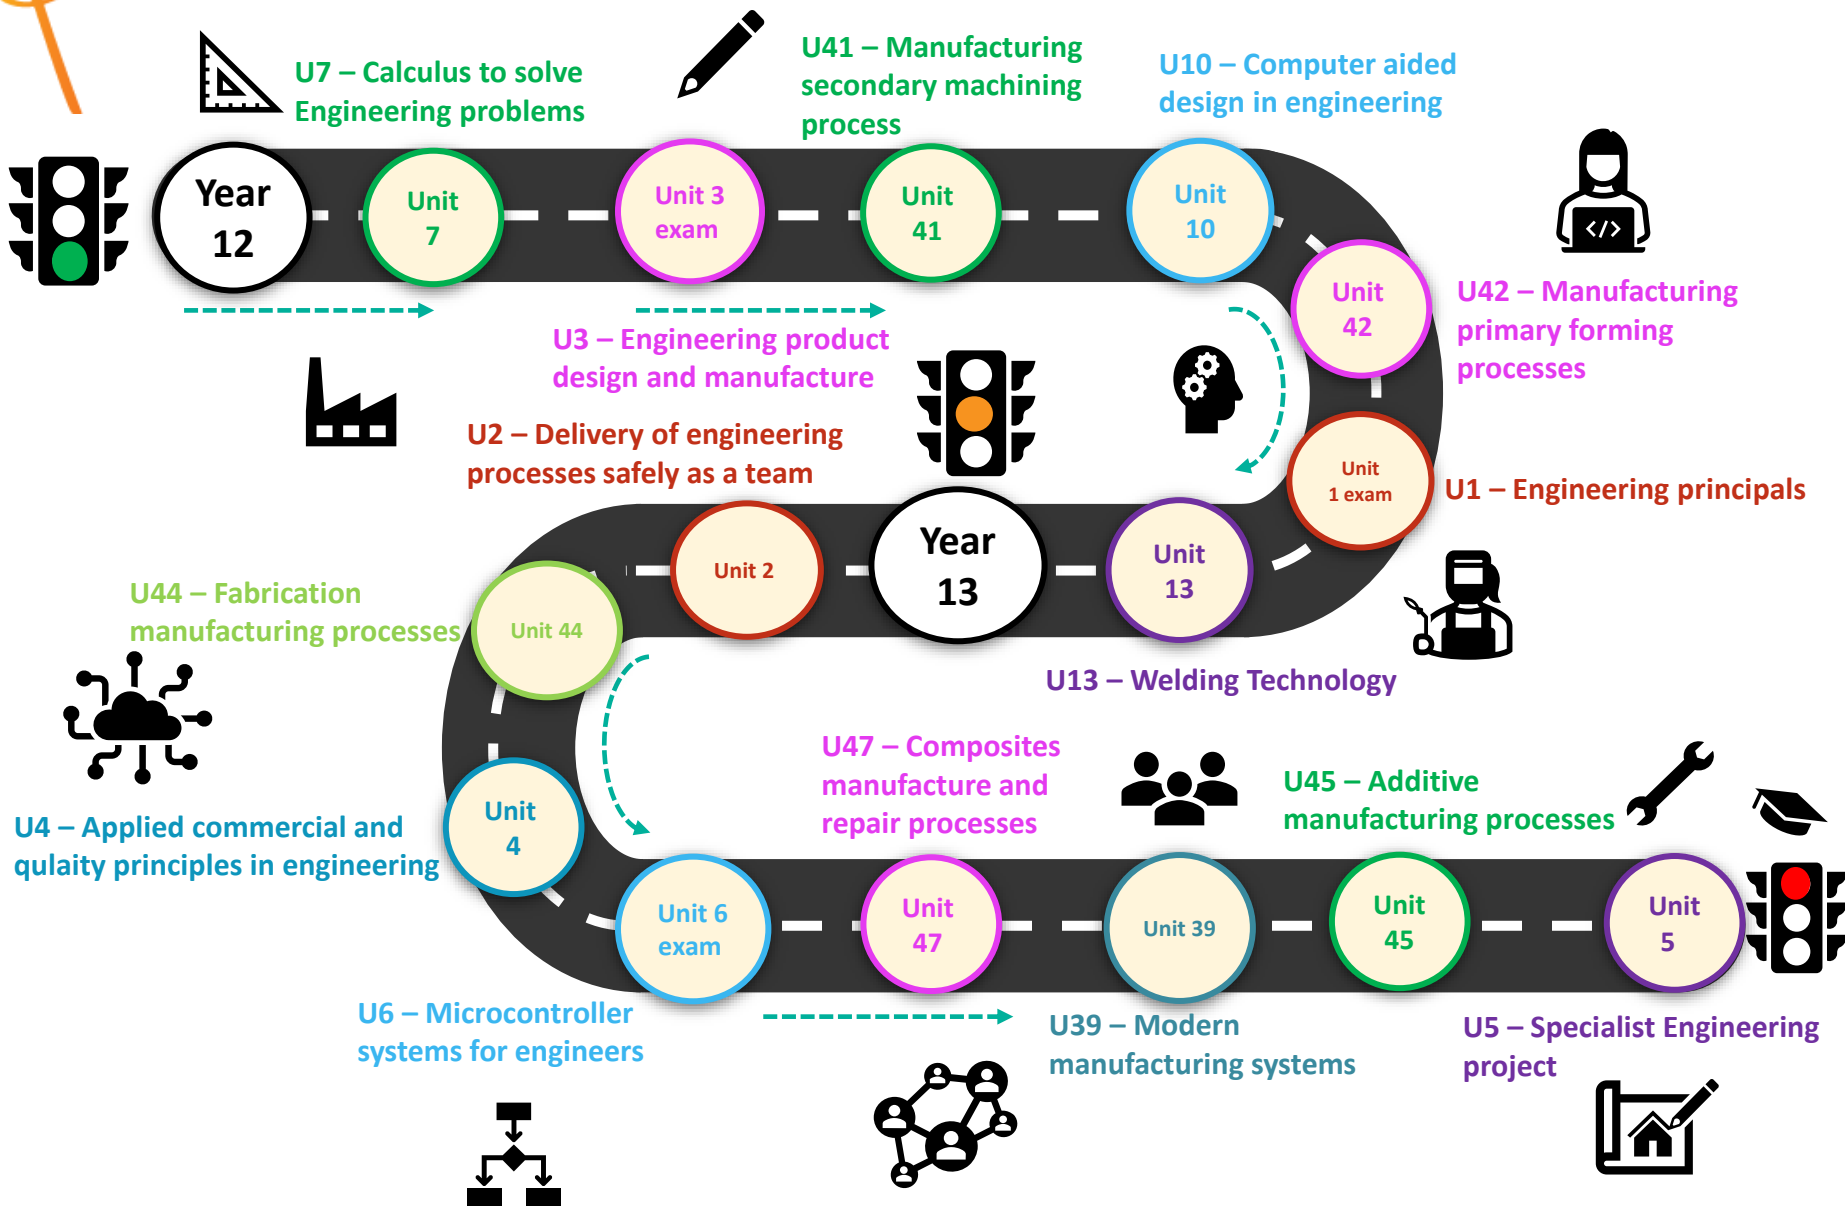 U7 – Calculus to solve
Engineering problems
U41 – Manufacturing
secondary machining
process
U10 – Computer aided
design in engineering
Year
12
Unit
7
Unit 3
exam
Unit
41
Unit
10
</>
Unit
42
U42 – Manufacturing
primary forming
processes
U3 – Engineering product
design and manufacture
U2 – Delivery of engineering
processes safely as a team
Unit
1 exam
U1 – Engineering principals
Unit
13
Year
13
Unit 2
Unit 44
U44 – Fabrication
manufacturing processes
U13 – Welding Technology
U47 – Composites
manufacture and
repair processes
U45 – Additive
manufacturing processes
Unit
4
U4 – Applied commercial and
qulaity principles in engineering
Unit 6
exam
Unit
47
Unit 39
Unit
45
Unit
5
U6 – Microcontroller
systems for engineers
U39 – Modern
manufacturing systems
U5 – Specialist Engineering
project